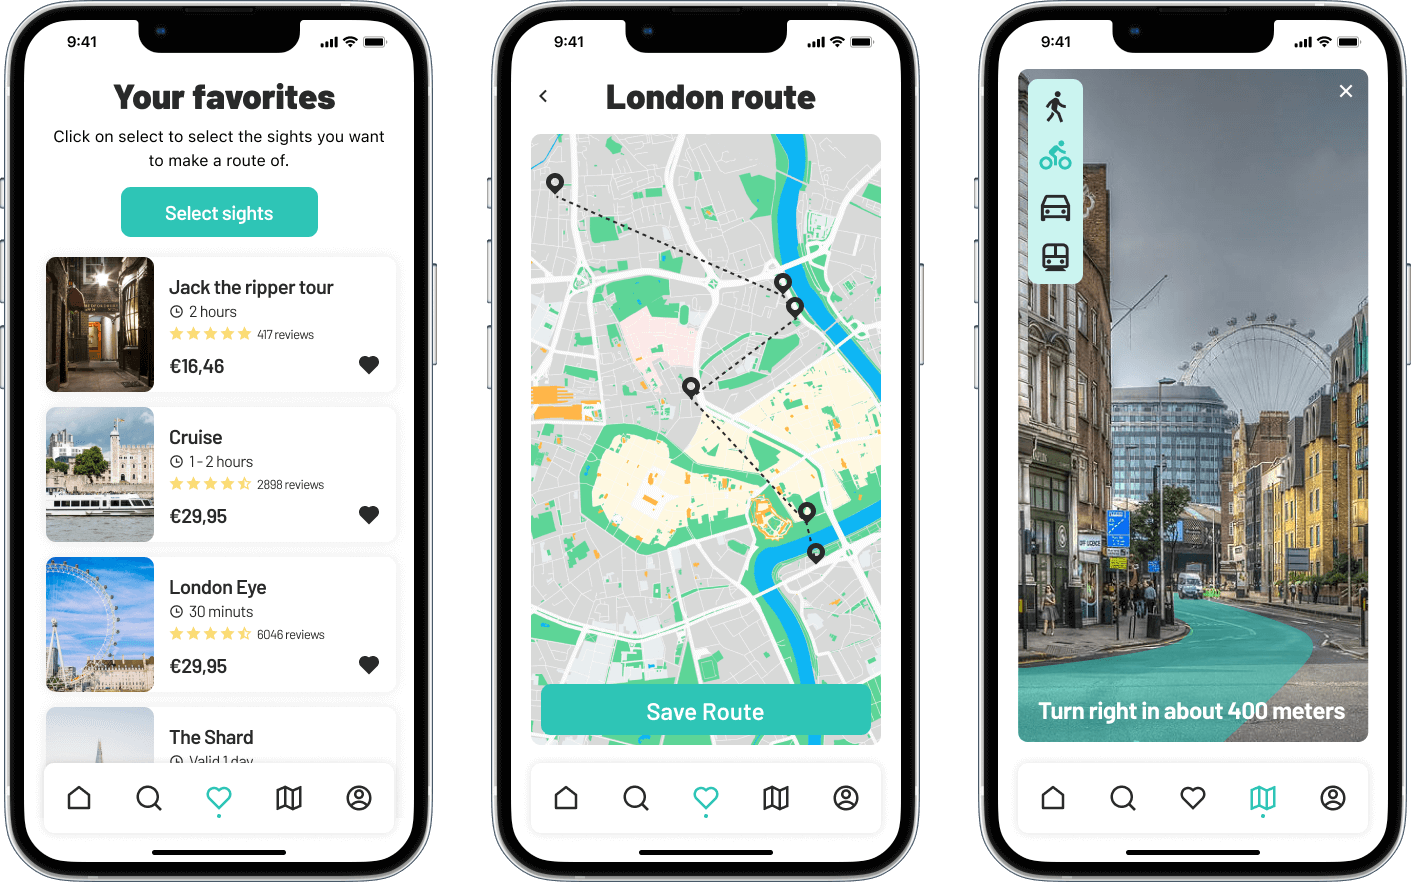 9:41
Your favorites
Click on select to select the sights you want
to make a route of.
Select sights
Jack the ripper tour
2 hours
417 reviews
€16,46
Cruise
1 - 2 hours
2898 reviews
€29,95
London Eye
30 minuts
6046 reviews
€29,95
The Shard
Valid 1 day
9:41
London route
Save Route
9:41
OFF LICENCE
Turn right in about 400 meters